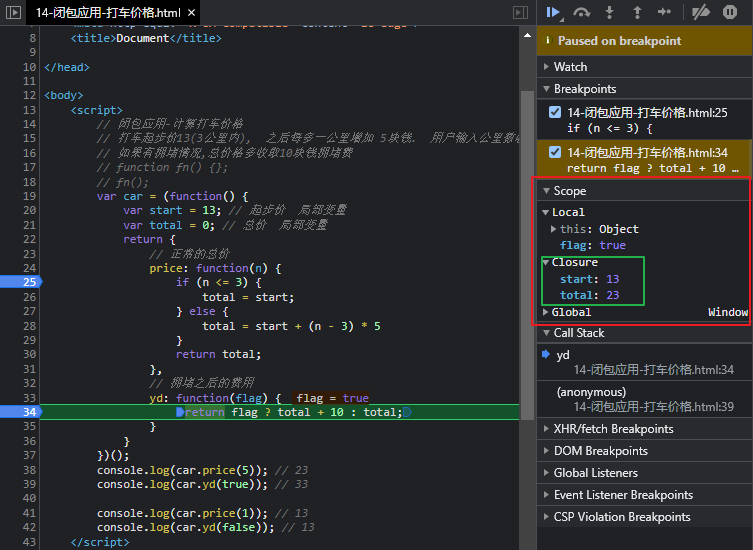 14-闭包应用-打车价格.html ×
8
9 <title>Document</title>
10 </head>
11
12 <body>
13 <script>
14 // 闭包应用-计算打车价格
15 // 打车起步价13(3公里内), 之后每多一公里增加 5块钱. 用户输入公里数
16 // 如果有拥堵情况,总价格多收取10块钱拥堵费
17 // function fn() {};
18 // fn();
19 var car = (function() {
20 var start = 13; // 起步价 局部变量
21 var total = 0; // 总价 局部变量
22 return {
23 // 正常的总价
24 price: function(n) {
25 if (n <= 3) {
26 total = start;
27 } else {
28 total = start + (n - 3) * 5
29 }
30 return total;
31 },
32 // 拥堵之后的费用
33 yd: function(flag) { flag = true
34 return flag ? total + 10 : total;
35 }
36 }
37 })();
38 console.log(car.price(5)); // 23
39 console.log(car.yd(true)); // 33
40
41 console.log(car.price(1)); // 13
42 console.log(car.yd(false)); // 13
43 </script>
Paused on breakpoint
Watch
Breakpoints
14-闭包应用-打车价格.html:25
if (n <= 3) {
14-闭包应用-打车价格.html:34
return flag ? total + 10 …
Scope
Local
this: Object
flag: true
Closure
start: 13
total: 23
Global Window
Call Stack
yd
14-闭包应用-打车价格.html:34
(anonymous)
14-闭包应用-打车价格.html:39
XHR/fetch Breakpoints
DOM Breakpoints
Global Listeners
Event Listener Breakpoints
CSP Violation Breakpoints